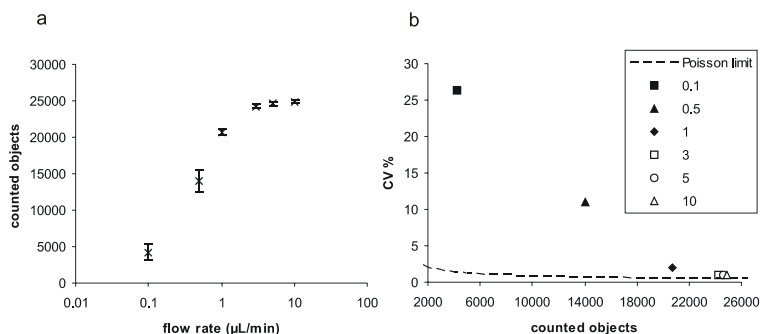 a
counted objects
30000
25000
20000
15000
10000
5000
0
0.01 0.1 1 10 100
flow rate (µL/min)
b
CV %
30
25
20
15
10
5
0
2000 6000 10000 14000 18000 22000 26000
counted objects
Poisson limit
0.1
0.5
1
3
5
10